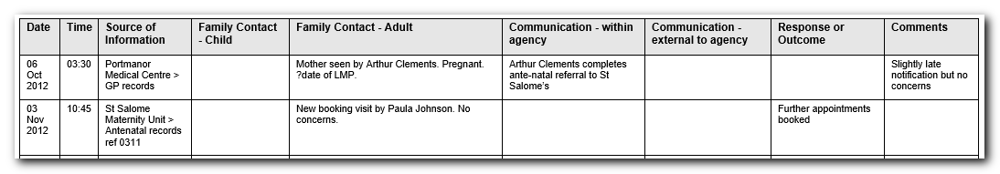 Date Time Source of Information Family Contact - Child Family Contact - Adult Communication - within agency Communication - external to agency Response or Outcome Comments
06 Oct 2012 03:30 Portmanor Medical Centre > GP records Mother seen by Arthur Clements. Pregnant. ?date of LMP. Arthur Clements completes ante-natal referral to St Salome's Slightly late notification but no concerns
03 Nov 2012 10:45 St Salome Maternity Unit > Antenatal records ref 0311 New booking visit by Paula Johnson. No concerns. Further appointments booked